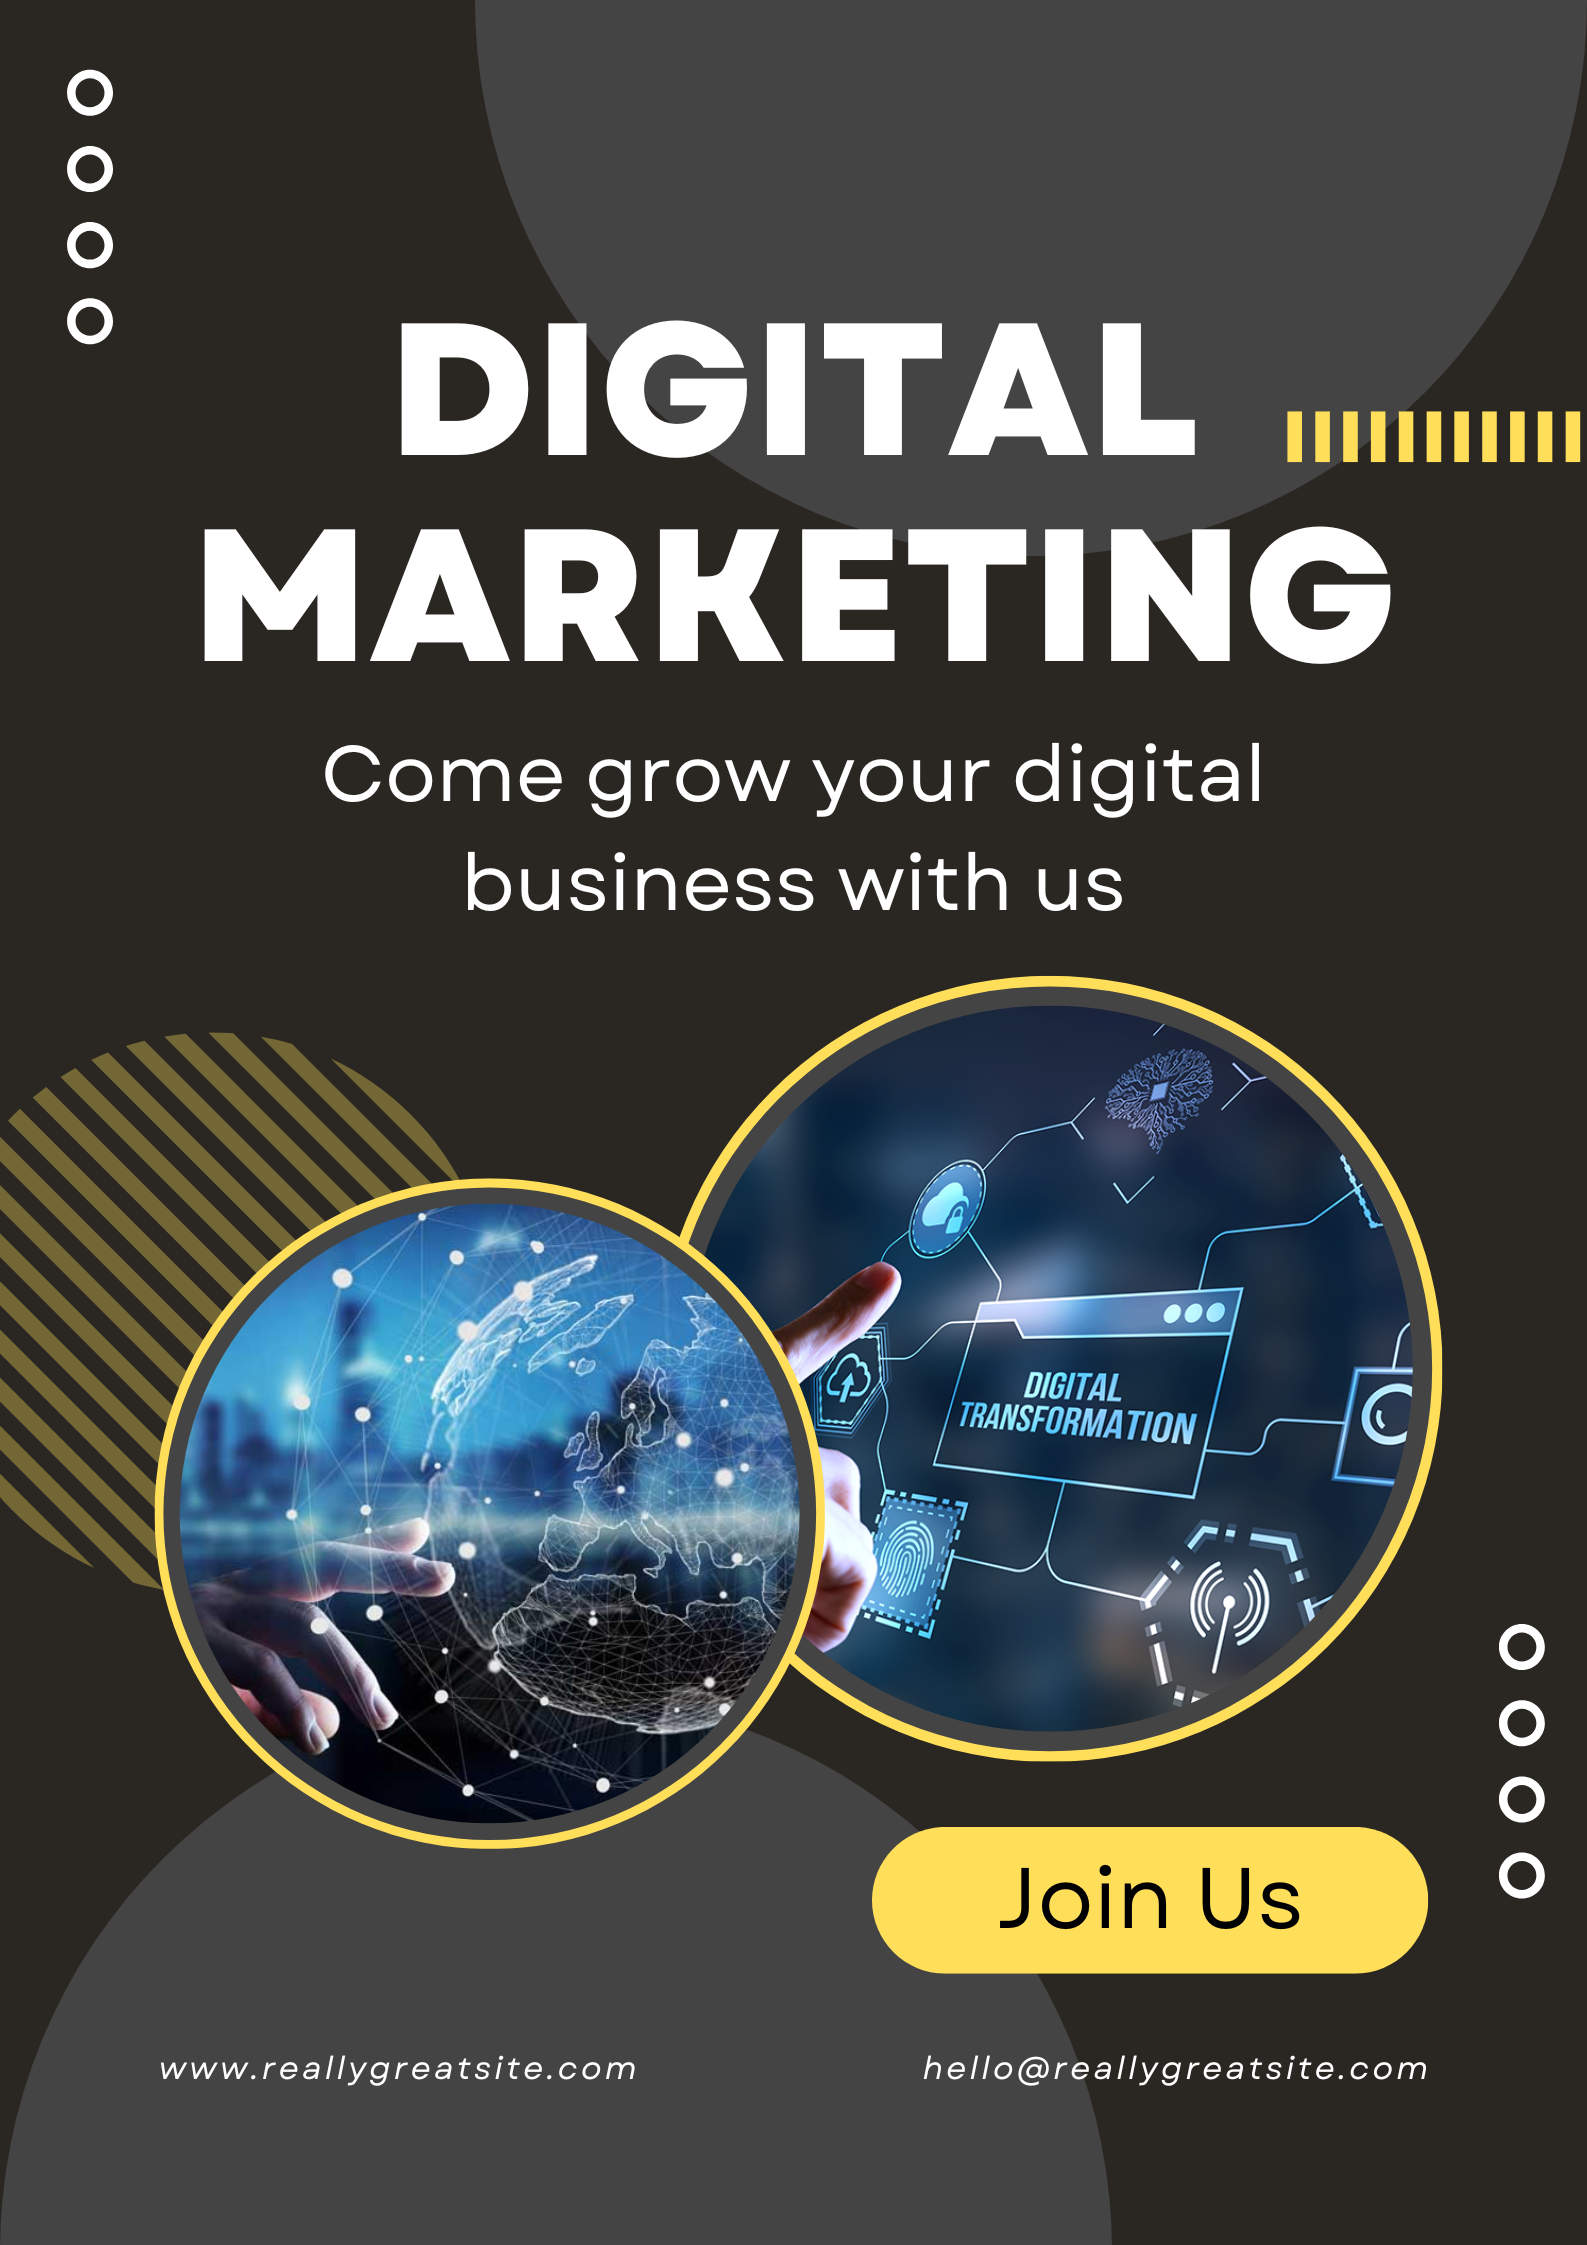 DIGITAL
MARKETING
Come grow your digital
business with us
DIGITAL
TRANSFORMATION
Join Us
www.reallygreatsite.com
hello@reallygreatsite.com